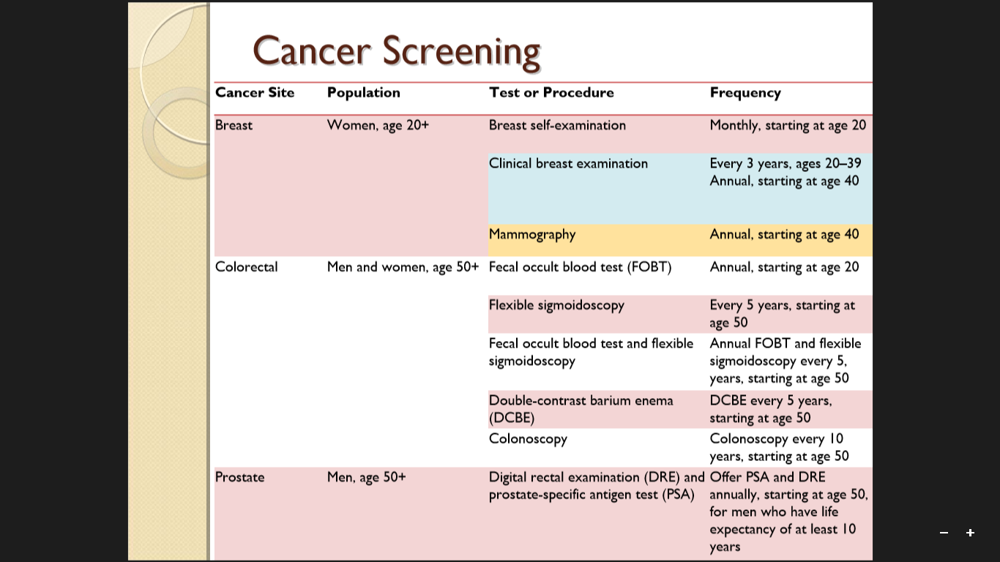 Cancer Screening
Cancer Site Population Test or Procedure Frequency
Breast Women, age 20+ Breast self-examination Monthly, starting at age 20
Clinical breast examination Every 3 years, ages 20–39
Annual, starting at age 40
Mammography Annual, starting at age 40
Colorectal Men and women, age 50+ Fecal occult blood test (FOBT) Annual, starting at age 20
Flexible sigmoidoscopy Every 5 years, starting at
age 50
Fecal occult blood test and flexible Annual FOBT and flexible
sigmoidoscopy sigmoidoscopy every 5,
years, starting at age 50
Double-contrast barium enema DCBE every 5 years,
(DCBE) starting at age 50
Colonoscopy Colonoscopy every 10
years, starting at age 50
Prostate Men, age 50+ Digital rectal examination (DRE) and Offer PSA and DRE
prostate-specific antigen test (PSA) annually, starting at age 50,
for men who have life
expectancy of at least 10
years